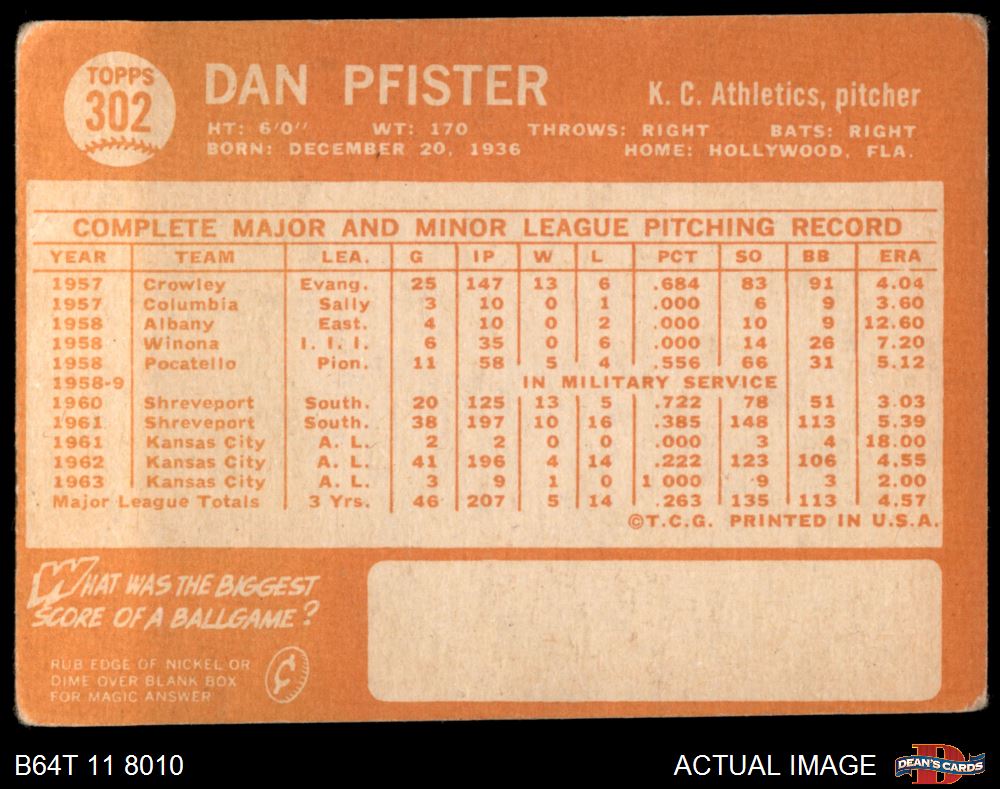 TOPPS
302
DAN PFISTER
K. C. Athletics, pitcher
HT: 6'0" WT: 170 THROWS: RIGHT BATS: RIGHT
BORN: DECEMBER 20, 1936 HOME: HOLLYWOOD, FLA.
COMPLETE MAJOR AND MINOR LEAGUE PITCHING RECORD
YEAR TEAM LEA. G IP W L PCT SO BB ERA
1957 Crowley Evang. 25 147 13 6 .684 83 91 4.04
1957 Columbia Sally 3 10 0 1 .000 6 9 3.60
1958 Albany East. 4 10 0 2 .000 10 9 12.60
1958 Winona I. I. I. 6 35 0 6 .000 14 26 7.20
1958 Pocatello Pion. 11 58 5 4 .556 66 31 5.12
1958-9 IN MILITARY SERVICE
1960 Shreveport South. 20 125 13 5 .722 78 51 3.03
1961 Shreveport South. 38 197 10 16 .385 148 113 5.39
1961 Kansas City A. L. 2 2 0 0 .000 3 4 18.00
1962 Kansas City A. L. 41 196 4 14 .222 123 106 4.55
1963 Kansas City A. L. 3 9 1 0 1 000 9 3 2.00
Major League Totals 3 Yrs. 46 207 5 14 .263 135 113 4.57
©T.C.G. PRINTED IN U.S.A.
WHAT WAS THE BIGGEST
SCORE OF A BALLGAME?
RUB EDGE OF NICKEL OR
DIME OVER BLANK BOX
FOR MAGIC ANSWER
B64T 11 8010
ACTUAL IMAGE
D
DEAN'S CARDS